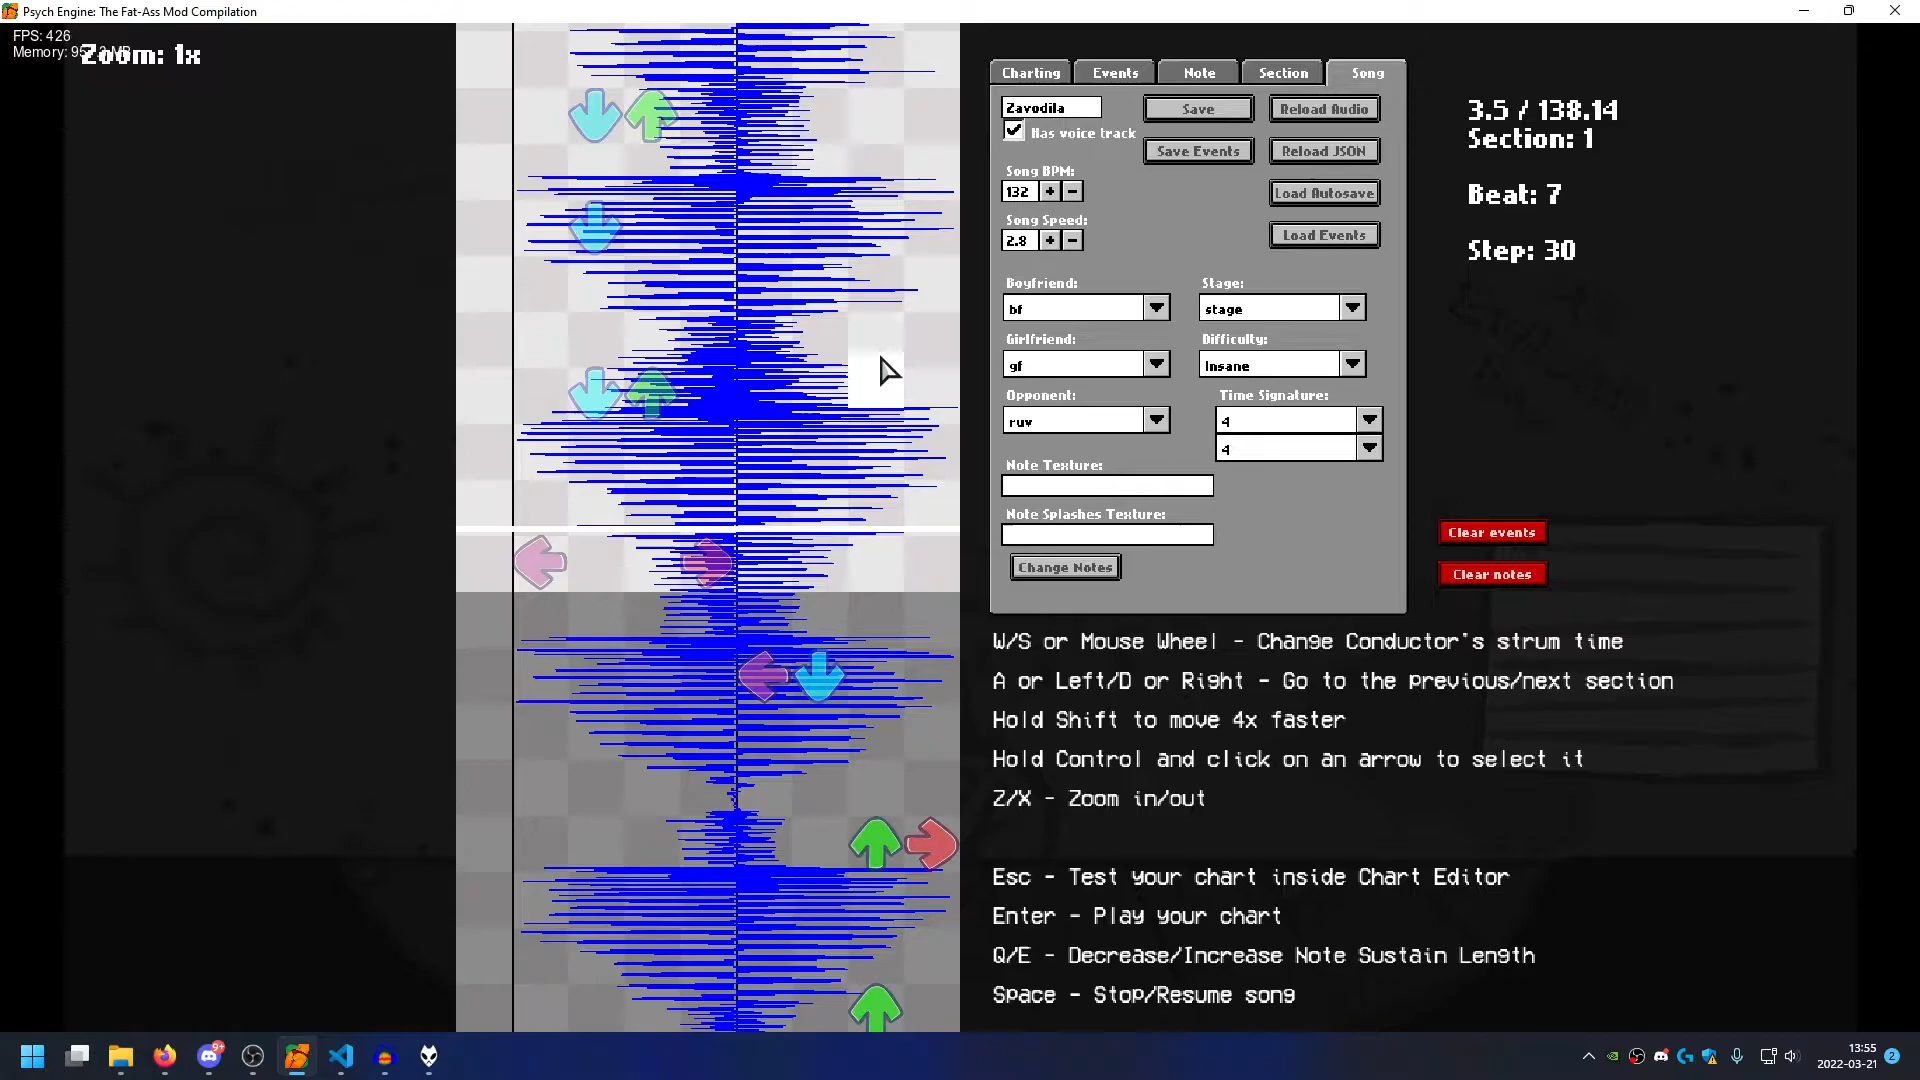 Psych Engine: The Fat-Ass Mod Compilation
FPS: 426
Memory: 95
Zoom: 1x
Charting
Events
Note
Section
Song
Zavodila
Save
Reload Audio
Has voice track
Save Events
Reload JSON
Song BPM:
132
+
-
Load Autosave
Song Speed:
2.8
+
-
Load Events
Boyfriend:
Stage:
bf
stage
Girlfriend:
Difficulty:
gf
Insane
Opponent:
Time Signature:
ruv
4
4
Note Texture:
Note Splashes Texture:
Change Notes
3.5 / 138.14
Section: 1
Beat: 7
Step: 30
Clear events
Clear notes
W/S or Mouse Wheel - Change Conductor's strum time
A or Left/D or Right - Go to the previous/next section
Hold Shift to move 4x faster
Hold Control and click on an arrow to select it
Z/X - Zoom in/out
Esc - Test your chart inside Chart Editor
Enter - Play your chart
Q/E - Decrease/Increase Note Sustain Length
Space - Stop/Resume song
9+
13:55
2022-03-21
2